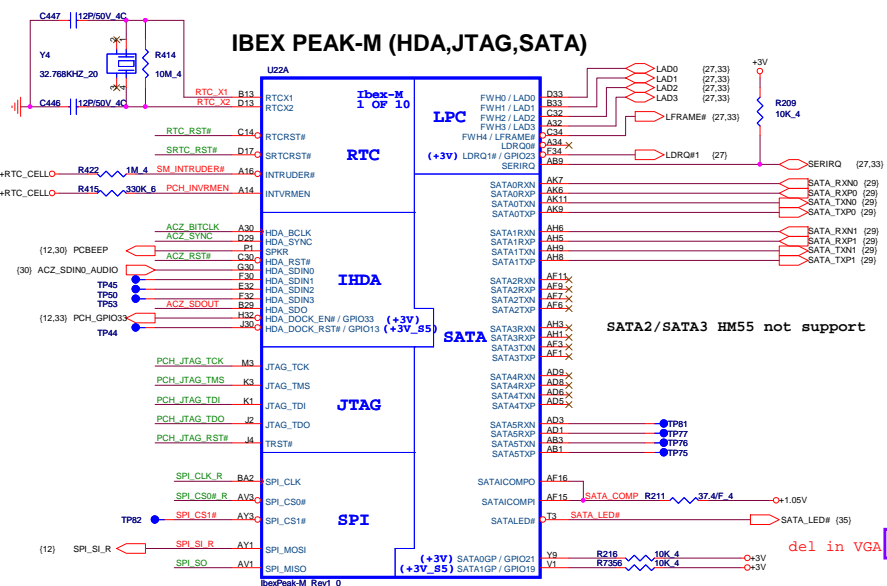 IBEX PEAK-M (HDA,JTAG,SATA)
C447 12P/50V_4C
Y4
32.768KHZ_20
2 1
3 4
R414
10M_4
C446 12P/50V_4C
U22A
Ibex-M
1 OF 10
RTC_X1 B13 RTCX1
RTC_X2 D13 RTCX2
RTC_RST# C14 RTCRST#
SRTC_RST# D17 SRTCRST#
+RTC_CELL R422 1M_4 SM_INTRUDER# A16 INTRUDER#
+RTC_CELL R415 330K_6 PCH_INVRMEN A14 INTVRMEN
RTC
ACZ_BITCLK A30 HDA_BCLK
ACZ_SYNC D29 HDA_SYNC
{12,30} PCBEEP P1 SPKR
ACZ_RST# C30 HDA_RST#
{30} ACZ_SDIN0_AUDIO G30 HDA_SDIN0
TP45 F30 HDA_SDIN1
TP50 E32 HDA_SDIN2
TP53 F32 HDA_SDIN3
ACZ_SDOUT B29 HDA_SDO
{12,33} PCH_GPIO33 H32 HDA_DOCK_EN# / GPIO33 (+3V)
TP44 J30 HDA_DOCK_RST# / GPIO13 (+3V_S5)
IHDA
PCH_JTAG_TCK M3 JTAG_TCK
PCH_JTAG_TMS K3 JTAG_TMS
PCH_JTAG_TDI K1 JTAG_TDI
PCH_JTAG_TDO J2 JTAG_TDO
PCH_JTAG_RST# J4 TRST#
JTAG
SPI_CLK_R BA2 SPI_CLK
SPI_CS0#_R AV3 SPI_CS0#
TP82 SPI_CS1# AY3 SPI_CS1#
{12} SPI_SI_R SPI_SI_R AY1 SPI_MOSI
SPI_SO AV1 SPI_MISO
SPI
IbexPeak-M_Rev1_0
LPC
FWH0 / LAD0 D33 LAD0 {27,33}
FWH1 / LAD1 B33 LAD1 {27,33}
FWH2 / LAD2 C32 LAD2 {27,33}
FWH3 / LAD3 A32 LAD3 {27,33}
FWH4 / LFRAME# C34 LFRAME# {27,33}
LDRQ0# A34
(+3V) LDRQ1# / GPIO23 F34 LDRQ#1 {27}
SERIRQ AB9 SERIRQ {27,33}
+3V
R209
10K_4
SATA0RXN AK7 SATA_RXN0 {29}
SATA0RXP AK6 SATA_RXP0 {29}
SATA0TXN AK11 SATA_TXN0 {29}
SATA0TXP AK9 SATA_TXP0 {29}
SATA1RXN AH6 SATA_RXN1 {29}
SATA1RXP AH5 SATA_RXP1 {29}
SATA1TXN AH9 SATA_TXN1 {29}
SATA1TXP AH8 SATA_TXP1 {29}
SATA2RXN AF11
SATA2RXP AF9
SATA2TXN AF7
SATA2TXP AF6
SATA3RXN AH3
SATA3RXP AH1
SATA3TXN AF3
SATA3TXP AF1
SATA2/SATA3 HM55 not support
SATA
SATA4RXN AD9
SATA4RXP AD8
SATA4TXN AD6
SATA4TXP AD5
SATA5RXN AD3 TP81
SATA5RXP AD1 TP77
SATA5TXN AB3 TP76
SATA5TXP AB1 TP75
SATAICOMPO AF16
SATAICOMPI AF15 SATA_COMP R211 37.4/F_4 +1.05V
SATALED# T3 SATA_LED# SATA_LED# {35}
del in VGA
(+3V) SATA0GP / GPIO21 Y9 R216 10K_4 +3V
(+3V_S5) SATA1GP / GPIO19 V1 R7356 10K_4 +3V